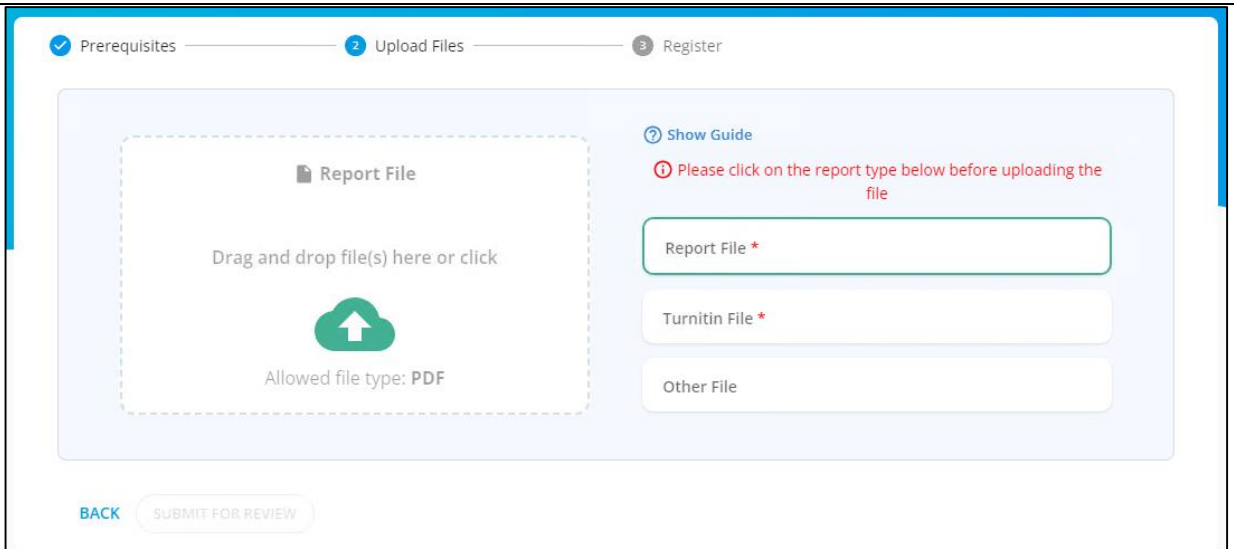 Prerequisites
2 Upload Files
3 Register
Report File
Drag and drop file(s) here or click
Allowed file type: PDF
Show Guide
Please click on the report type below before uploading the
file
Report File *
Turnitin File *
Other File
BACK
SUBMIT FOR REVIEW